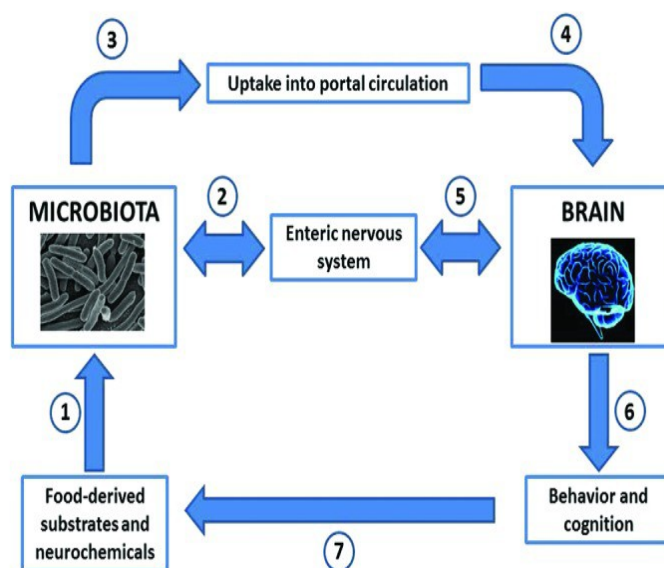 3
4
Uptake into portal circulation
MICROBIOTA
2
Enteric nervous
system
5
BRAIN
1
6
Food-derived
substrates and
neurochemicals
7
Behavior and
cognition